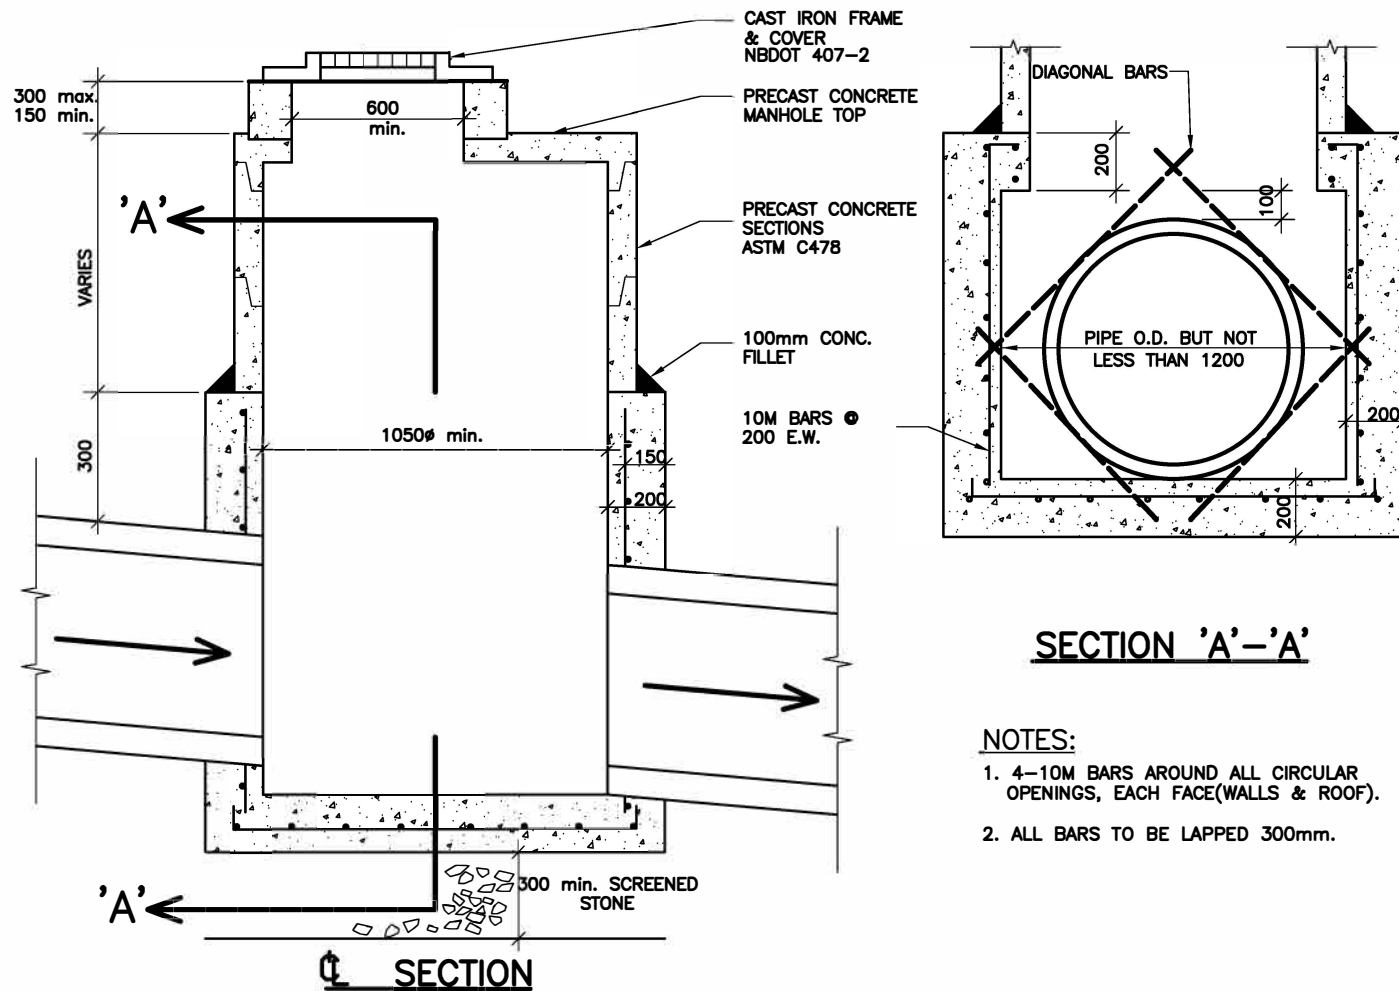 CAST IRON FRAME
& COVER
NBDOT 407-2
300 max.
150 min.
600
min.
PRECAST CONCRETE
MANHOLE TOP
'A'
PRECAST CONCRETE
SECTIONS
ASTM C478
VARIES
100mm CONC.
FILLET
300
1050ø min.
10M BARS @
200 E.W.
150
200
'A'
300 min. SCREENED
STONE
℄ SECTION
DIAGONAL BARS
200
100
PIPE O.D. BUT NOT
LESS THAN 1200
200
200
SECTION 'A'-'A'
NOTES:
1. 4-10M BARS AROUND ALL CIRCULAR
OPENINGS, EACH FACE(WALLS & ROOF).
2. ALL BARS TO BE LAPPED 300mm.